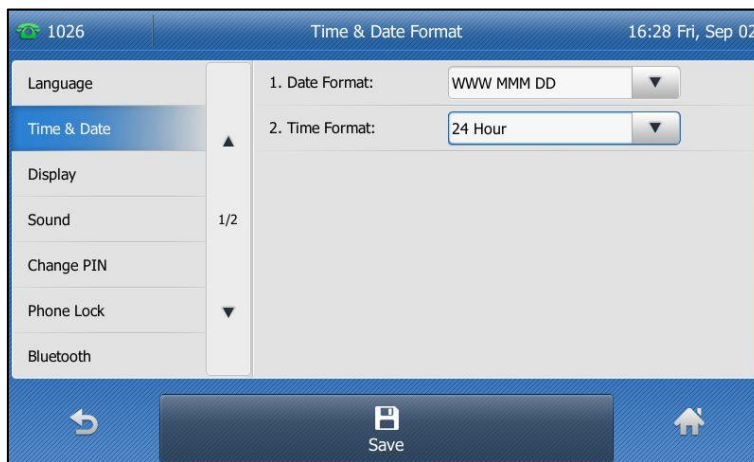 1026 Time & Date Format 16:28 Fri, Sep 02
Language
Time & Date
Display
Sound
Change PIN
Phone Lock
Bluetooth
1/2
1. Date Format: WWW MMM DD
2. Time Format: 24 Hour
Save